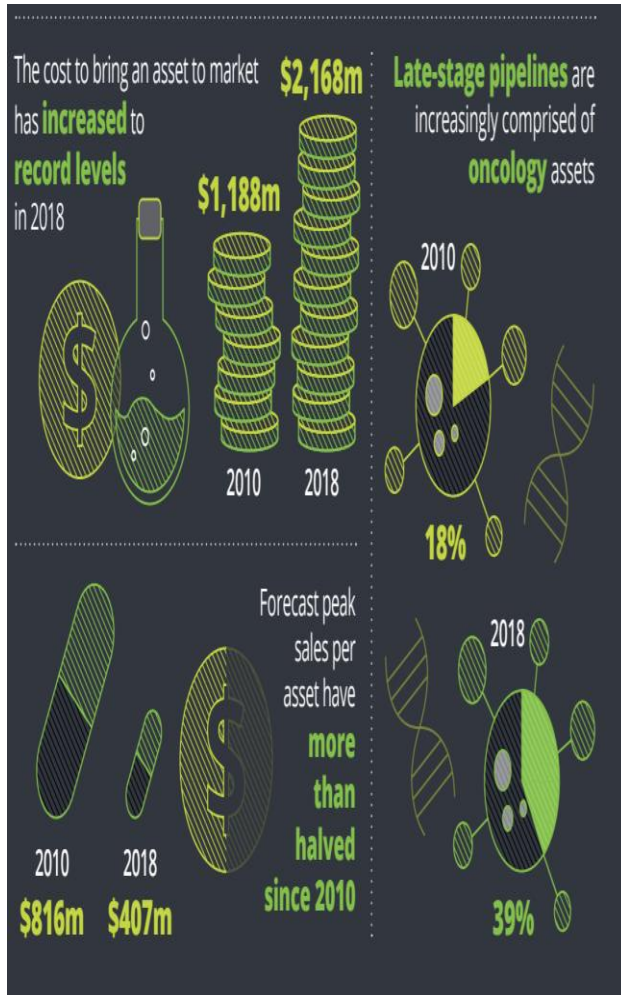 The cost to bring an asset to market
has increased to
record levels
in 2018
$1,188m
$2,168m
2010
2018
Late-stage pipelines are
increasingly comprised of
oncology assets
2010
18%
2018
39%
Forecast peak
sales per
asset have
more
than
halved
since 2010
$
$
2010
2018
$816m
$407m